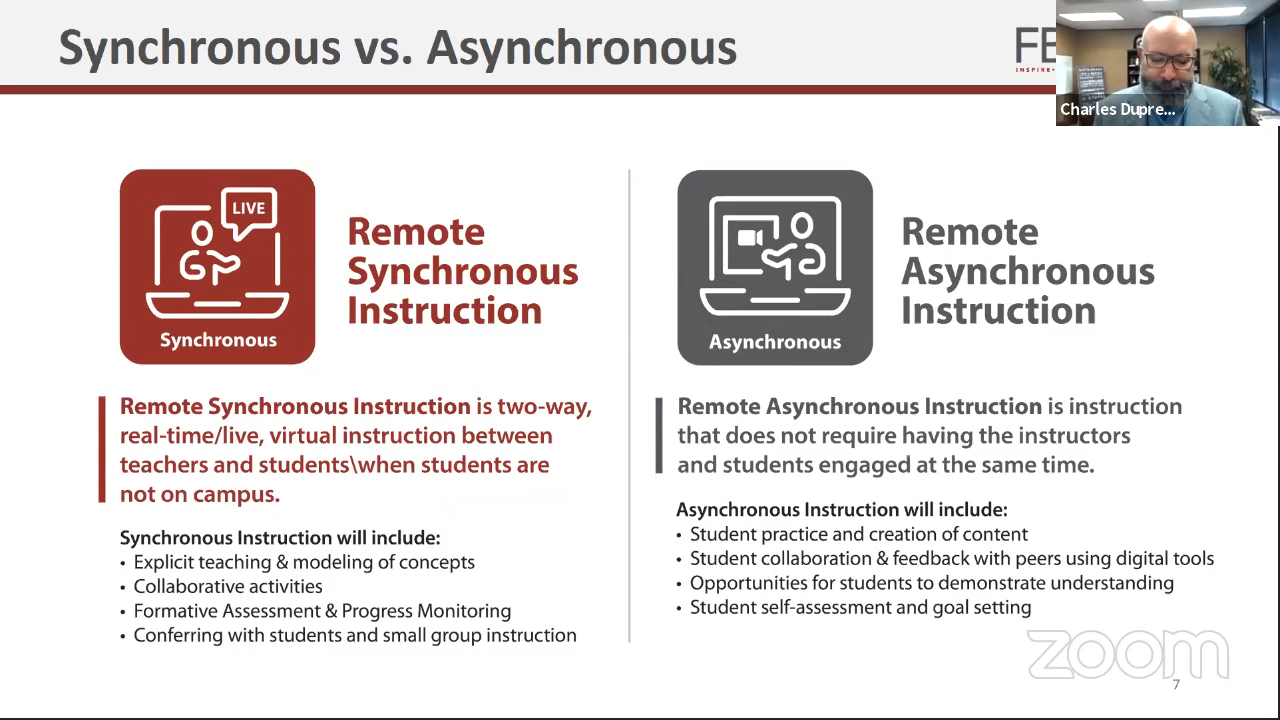 Synchronous vs. Asynchronous
FE
INSPIRE•
Charles Dupre...
LIVE
Synchronous
Remote
Synchronous
Instruction
Remote Synchronous Instruction is two-way,
real-time/live, virtual instruction between
teachers and students\when students are
not on campus.
Synchronous Instruction will include:
• Explicit teaching & modeling of concepts
• Collaborative activities
• Formative Assessment & Progress Monitoring
• Conferring with students and small group instruction
Asynchronous
Remote
Asynchronous
Instruction
Remote Asynchronous Instruction is instruction
that does not require having the instructors
and students engaged at the same time.
Asynchronous Instruction will include:
• Student practice and creation of content
• Student collaboration & feedback with peers using digital tools
• Opportunities for students to demonstrate understanding
• Student self-assessment and goal setting
zoom
7